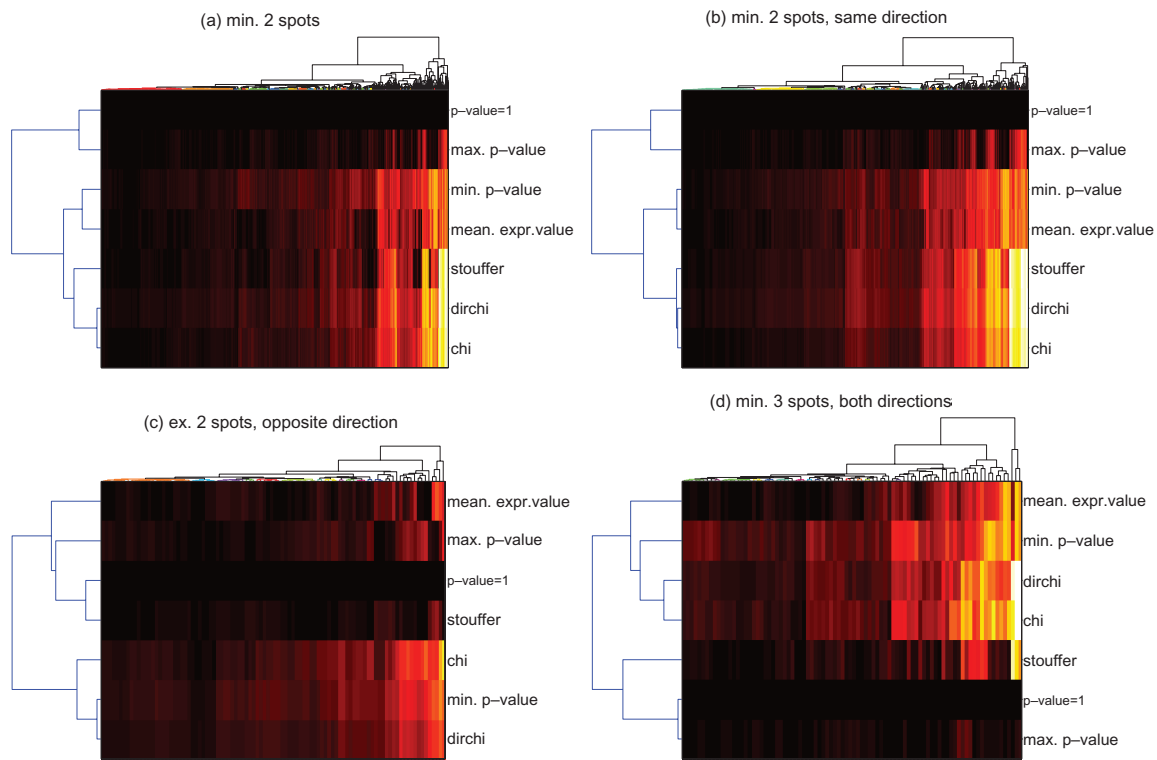 (a) min. 2 spots
p–value=1
max. p–value
min. p–value
mean. expr.value
stouffer
dirchi
chi
(b) min. 2 spots, same direction
p–value=1
max. p–value
min. p–value
mean. expr.value
stouffer
dirchi
chi
(c) ex. 2 spots, opposite direction
mean. expr.value
max. p–value
p–value=1
stouffer
chi
min. p–value
dirchi
(d) min. 3 spots, both directions
mean. expr.value
min. p–value
dirchi
chi
stouffer
p–value=1
max. p–value